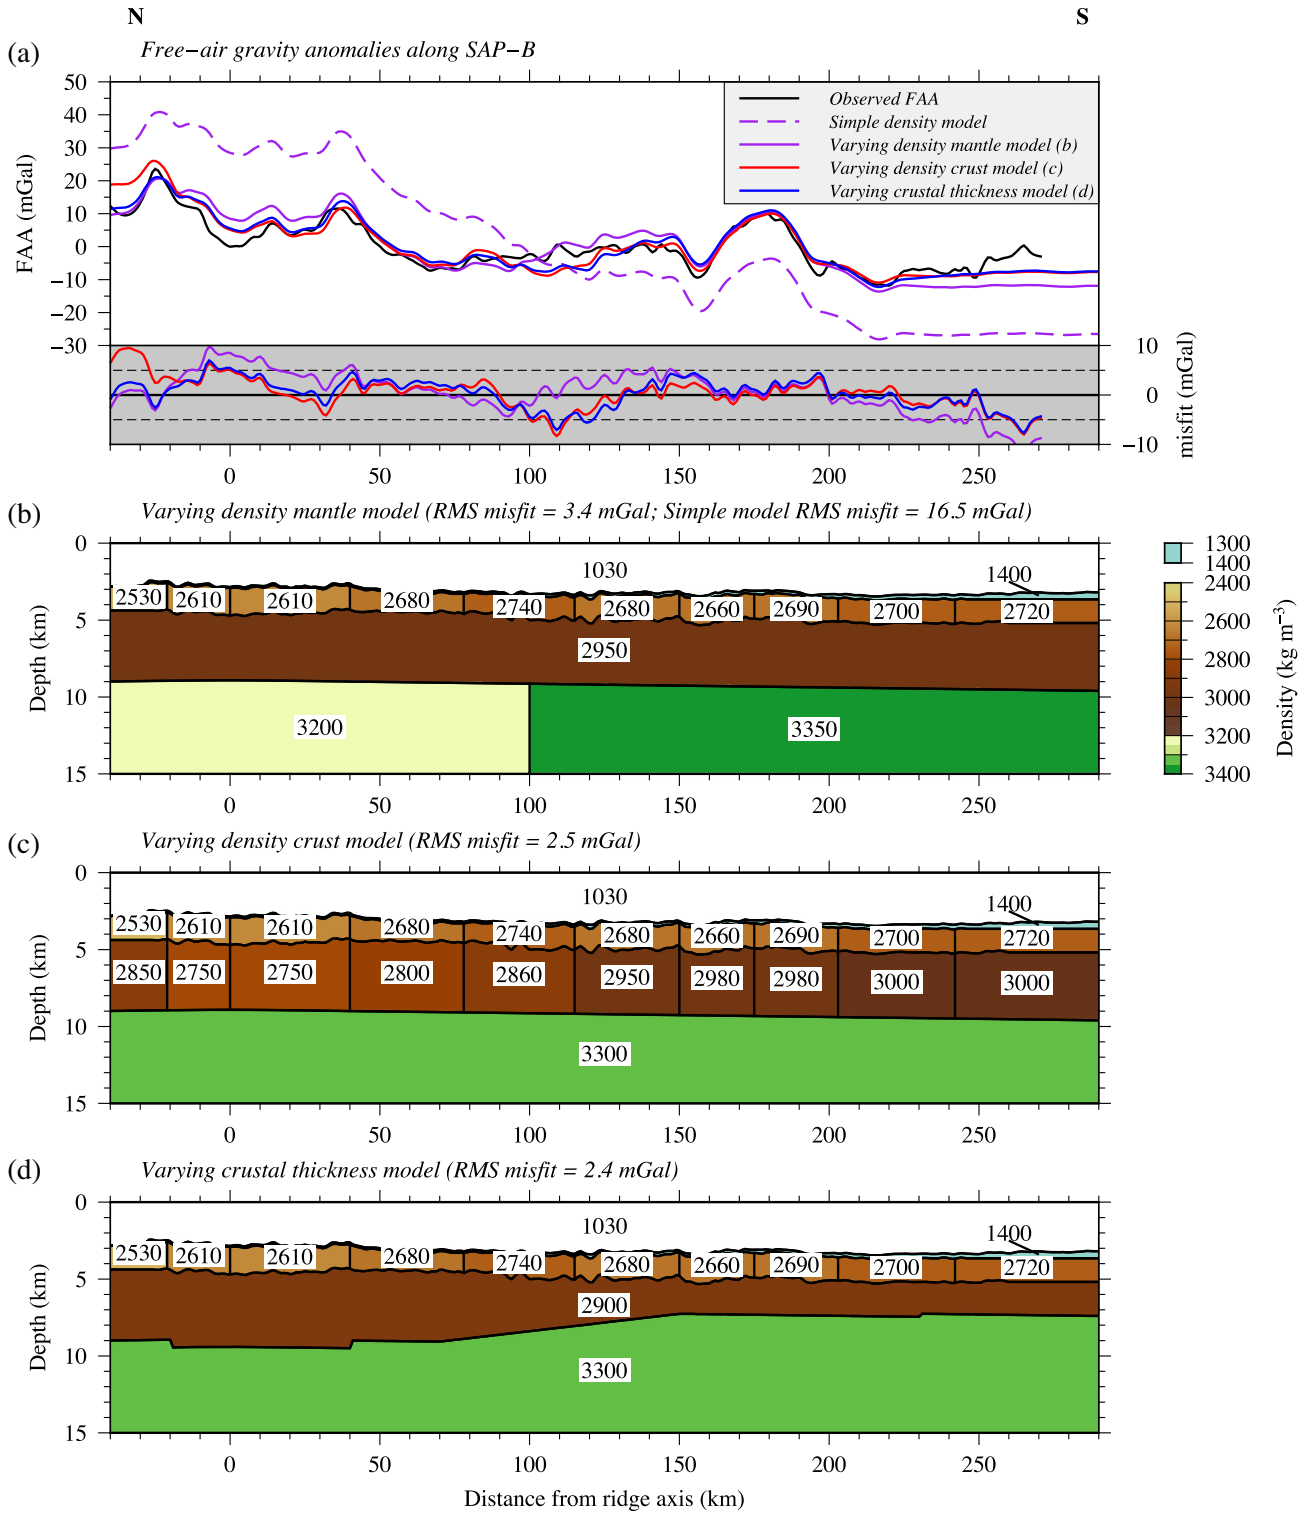 N S
(a)
Free−air gravity anomalies along SAP−B
50
40
30
20
10
0
−10
−20
−30
FAA (mGal)
Observed FAA
Simple density model
Varying density mantle model (b)
Varying density crust model (c)
Varying crustal thickness model (d)
10
0
−10
misfit (mGal)
0 50 100 150 200 250
(b)
Varying density mantle model (RMS misfit = 3.4 mGal; Simple model RMS misfit = 16.5 mGal)
0
5
10
15
Depth (km)
1030
1400
2530 2610 2610 2680 2740 2680 2660 2690 2700 2720
2950
3200 3350
0 50 100 150 200 250
1300
1400
2400
2600
2800
3000
3200
3400
Density (kg m⁻³)
(c)
Varying density crust model (RMS misfit = 2.5 mGal)
0
5
10
15
Depth (km)
1030
1400
2530 2610 2610 2680 2740 2680 2660 2690 2700 2720
2850 2750 2750 2800 2860 2950 2980 2980 3000 3000
3300
0 50 100 150 200 250
(d)
Varying crustal thickness model (RMS misfit = 2.4 mGal)
0
5
10
15
Depth (km)
1030
1400
2530 2610 2610 2680 2740 2680 2660 2690 2700 2720
2900
3300
0 50 100 150 200 250
Distance from ridge axis (km)